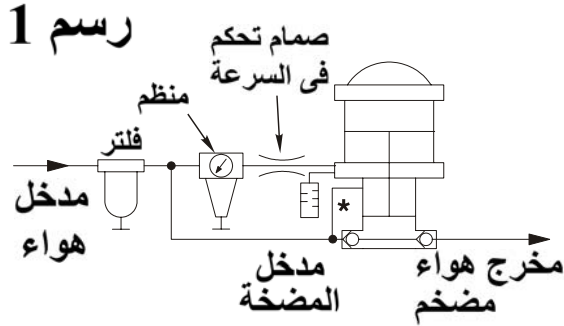 رسم 1
صمام تحكم
فى السرعة
منظم
فلتر
مدخل
هواء
*
مدخل
المضخة
مخرج هواء
مضخم